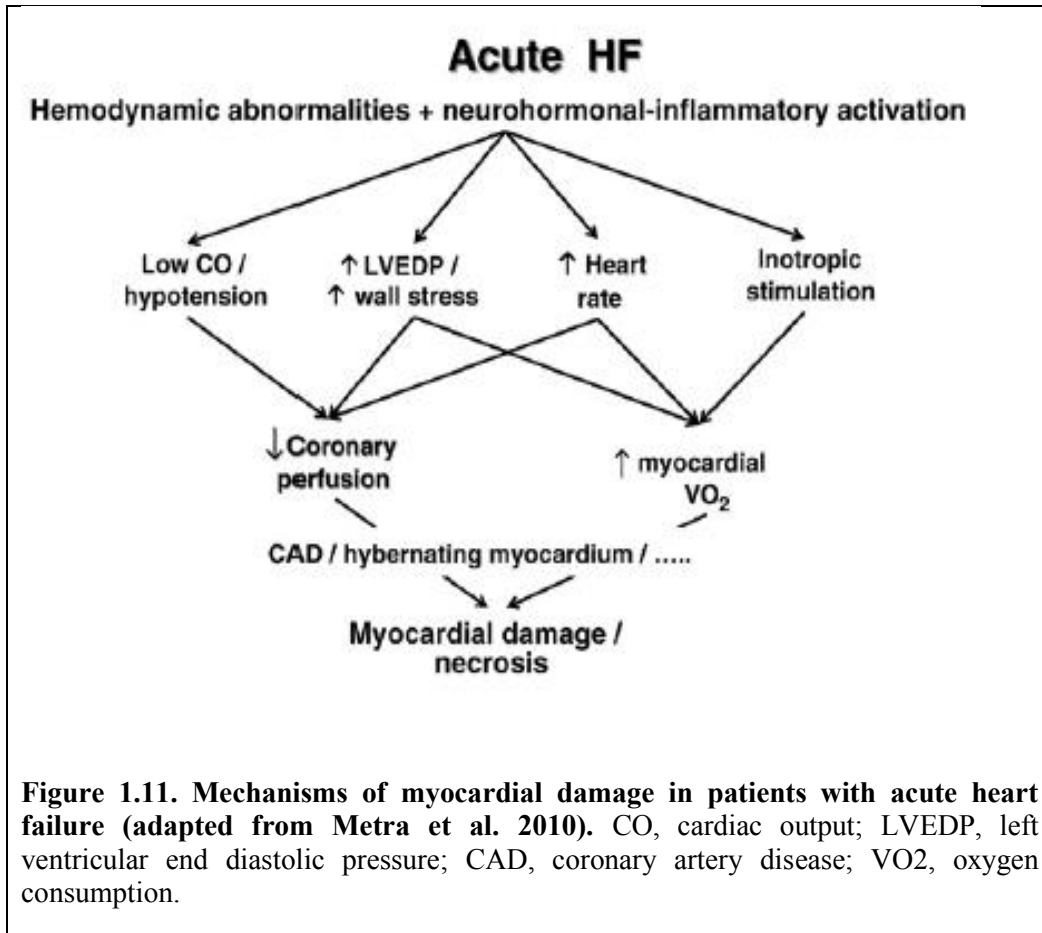 Acute HF
Hemodynamic abnormalities + neurohormonal-inflammatory activation
Low CO /
hypotension
↑ LVEDP /
↑ wall stress
↑ Heart
rate
Inotropic
stimulation
↓Coronary
perfusion
↑ myocardial
VO₂
CAD / hybernating myocardium / .....
Myocardial damage /
necrosis
Figure 1.11. Mechanisms of myocardial damage in patients with acute heart
failure (adapted from Metra et al. 2010). CO, cardiac output; LVEDP, left
ventricular end diastolic pressure; CAD, coronary artery disease; VO2, oxygen
consumption.